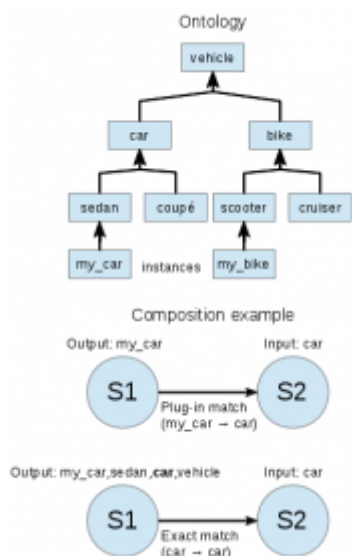 Ontology
vehicle
car bike
sedan coupé scooter cruiser
my_car instances my_bike
Composition example
Output: my_car Input: car
S1 S2
Plug-in match
(my_car → car)
Output: my_car,sedan,car,vehicle Input: car
S1 S2
Exact match
(car → car)